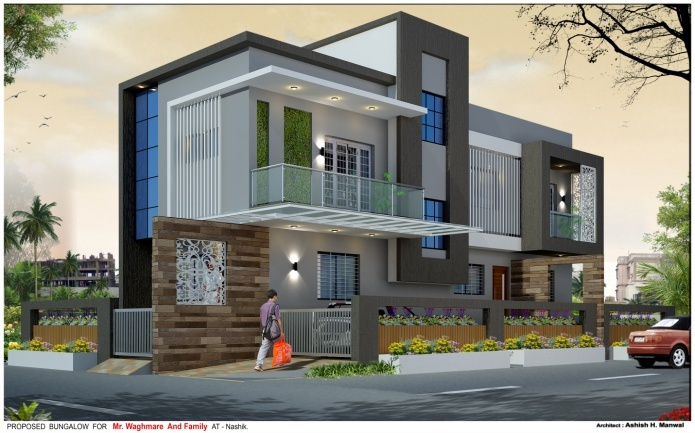 PROPOSED BUNGALOW FOR Mr. Waghmare And Family AT - Nashik.
Architect : Ashish H. Manwal